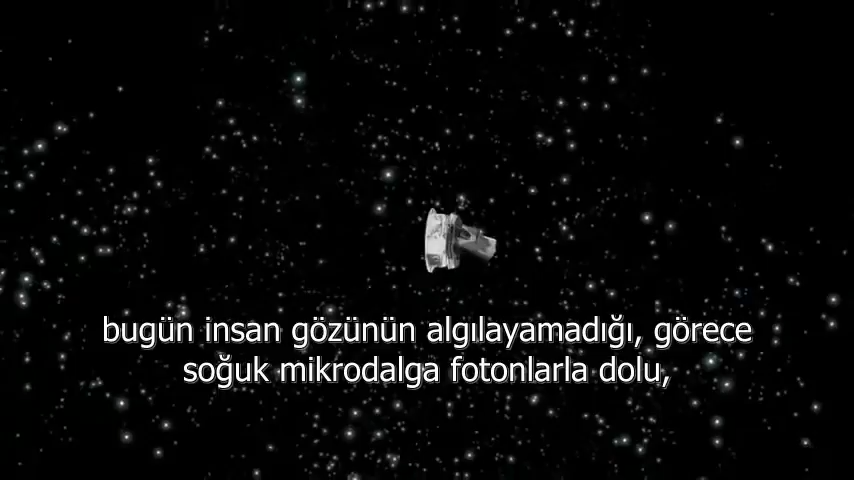 bugün insan gözünün algılayamadığı, görece
soğuk mikrodalga fotonlarla dolu,